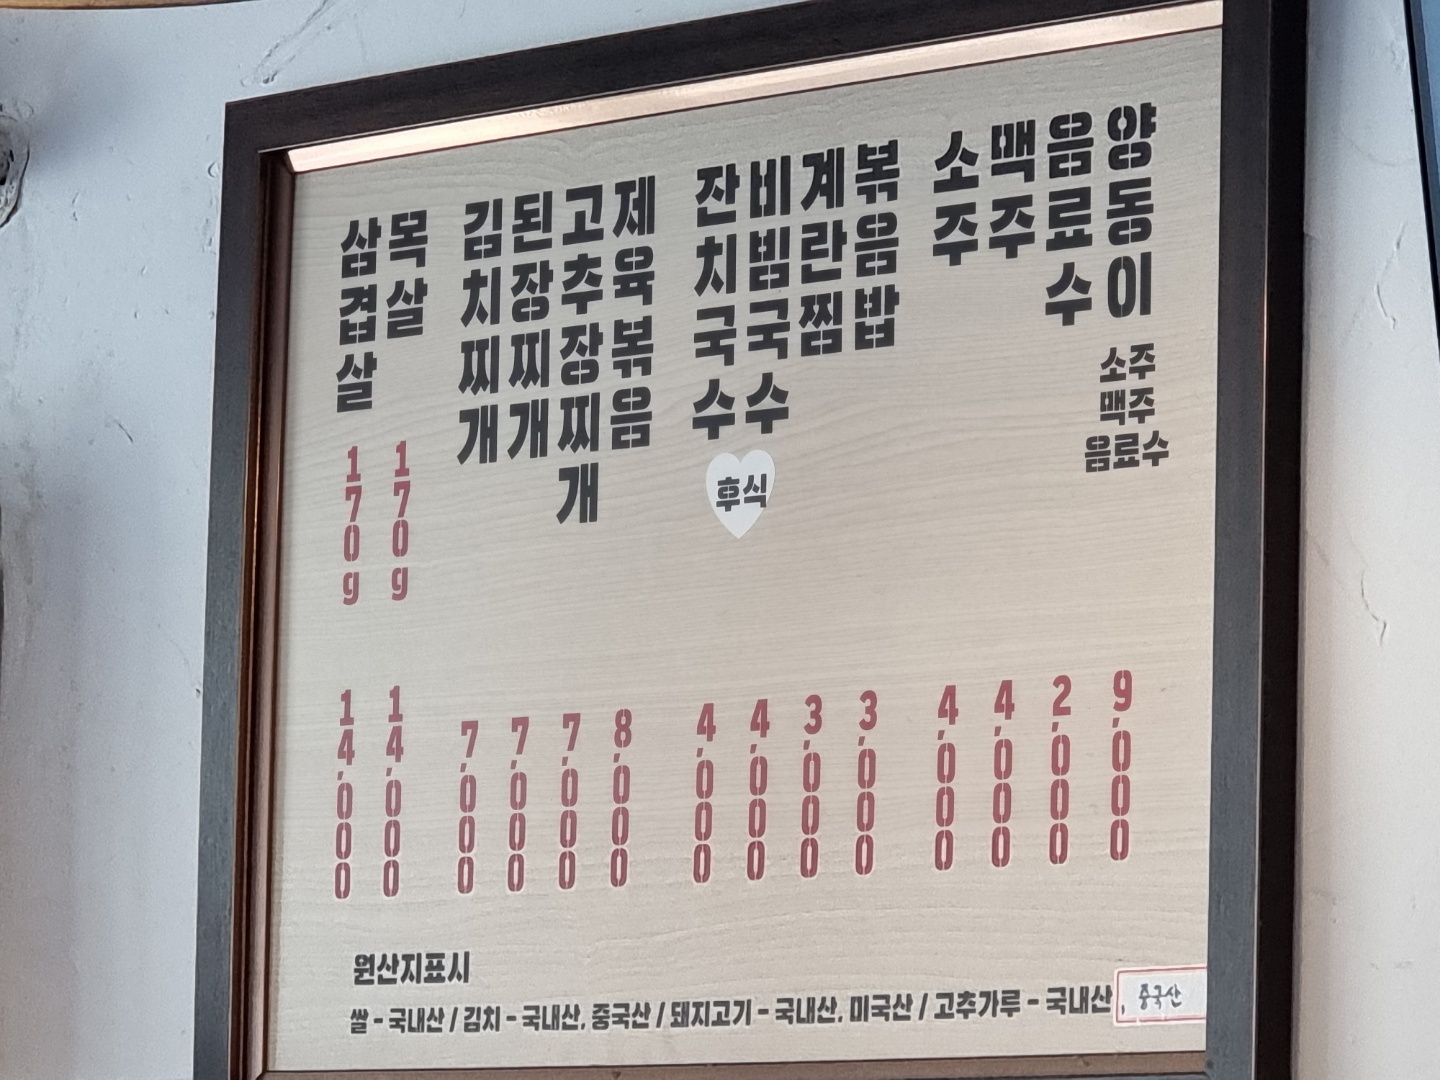 삼겹살 170g 14,000
목살 170g 14,000
김치찌개 7,000
된장찌개 7,000
고추장찌개 7,000
제육볶음 8,000
잔치국수 4,000
비빔국수 4,000
후식
계란찜 3,000
볶음밥 3,000
소주 4,000
맥주 4,000
음료수 2,000
양동이 9,000
소주
맥주
음료수
원산지표시
쌀 - 국내산 / 김치 - 국내산, 중국산 / 돼지고기 - 국내산, 미국산 / 고추가루 - 국내산, 중국산